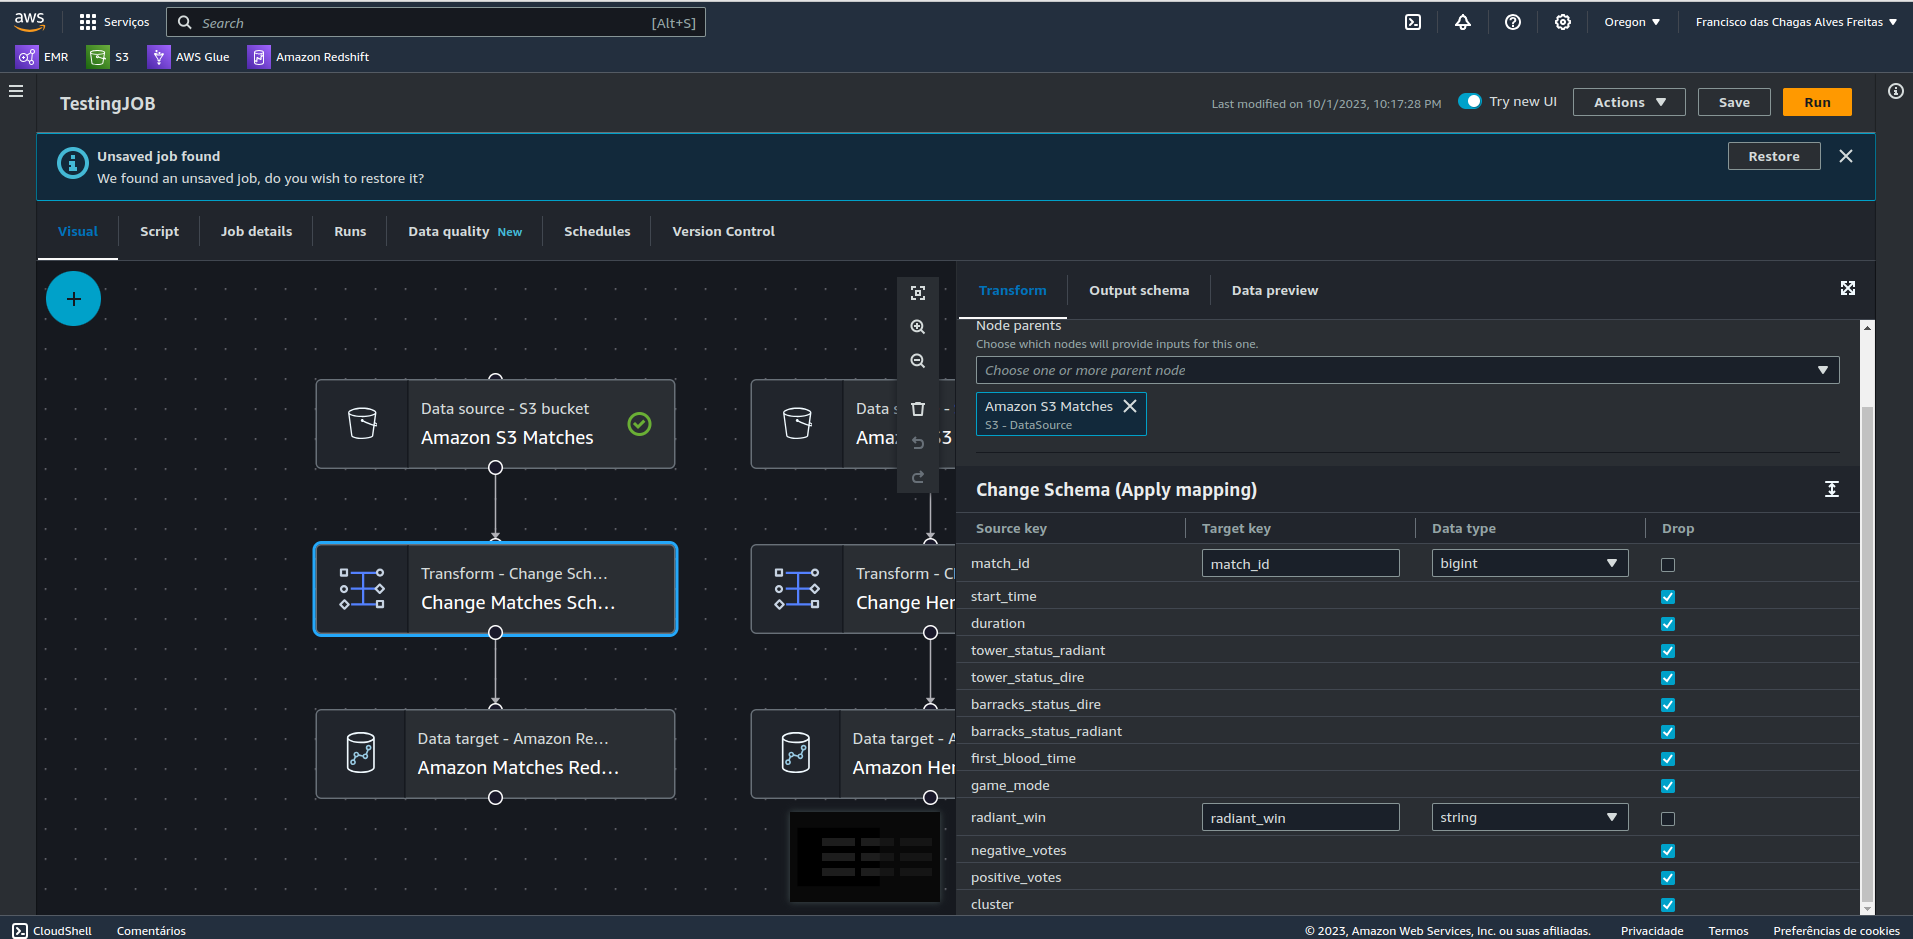 aws Serviços Search [Alt+S] Oregon Francisco das Chagas Alves Freitas
EMR S3 AWS Glue Amazon Redshift
TestingJOB
Last modified on 10/1/2023, 10:17:28 PM Try new UI Actions Save Run
Unsaved job found
We found an unsaved job, do you wish to restore it?
Restore
Visual Script Job details Runs Data quality New Schedules Version Control
Data source - S3 bucket
Amazon S3 Matches
Transform - Change Sch...
Change Matches Sch...
Data target - Amazon Re...
Amazon Matches Red...
Data s -
Amaz S3
Transform - Cl
Change Her
Data target - A
Amazon Her
Transform Output schema Data preview
Node parents
Choose which nodes will provide inputs for this one.
Choose one or more parent node
Amazon S3 Matches
S3 - DataSource
Change Schema (Apply mapping)
Source key Target key Data type Drop
match_id match_id bigint
start_time
duration
tower_status_radiant
tower_status_dire
barracks_status_dire
barracks_status_radiant
first_blood_time
game_mode
radiant_win radiant_win string
negative_votes
positive_votes
cluster
CloudShell Comentários © 2023, Amazon Web Services, Inc. ou suas afiliadas. Privacidade Termos Preferências de cookies